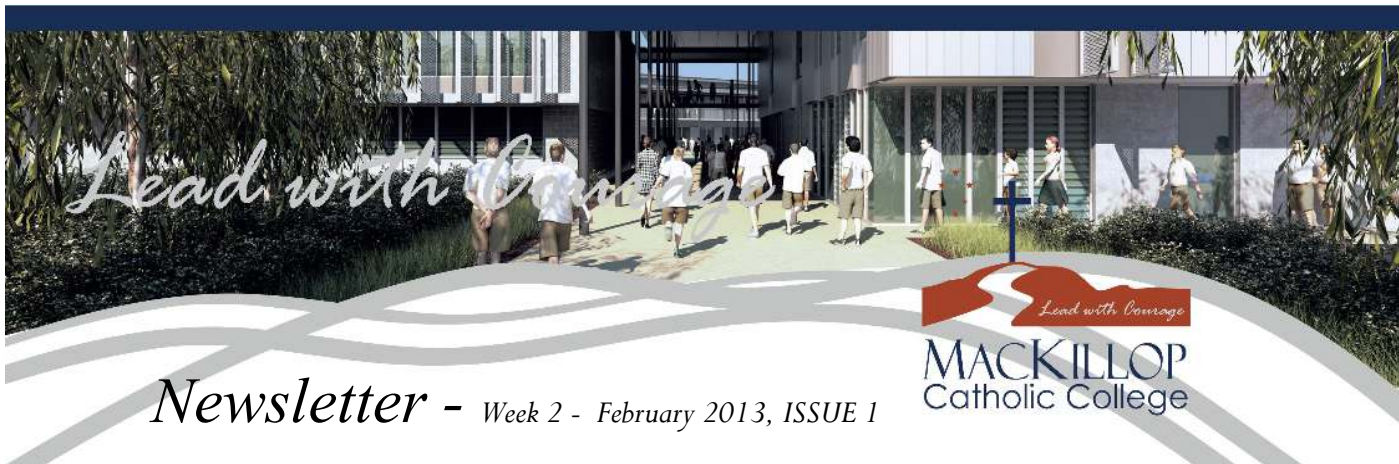 Lead with Courage
Lead with Courage
MACKILLOP
Catholic College
Newsletter - Week 2 - February 2013, ISSUE 1